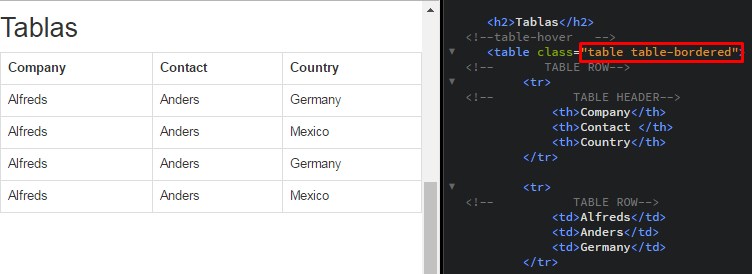 Tablas
Company Contact Country
Alfreds Anders Germany
Alfreds Anders Mexico
Alfreds Anders Germany
Alfreds Anders Mexico
<h2>Tablas</h2>
<!--table-hover   -->
<table class="table table-bordered">
<!--       TABLE ROW-->
<tr>
<!--           TABLE HEADER-->
<th>Company</th>
<th>Contact </th>
<th>Country</th>
</tr>
<tr>
<!--           TABLE ROW-->
<td>Alfreds</td>
<td>Anders</td>
<td>Germany</td>
</tr>